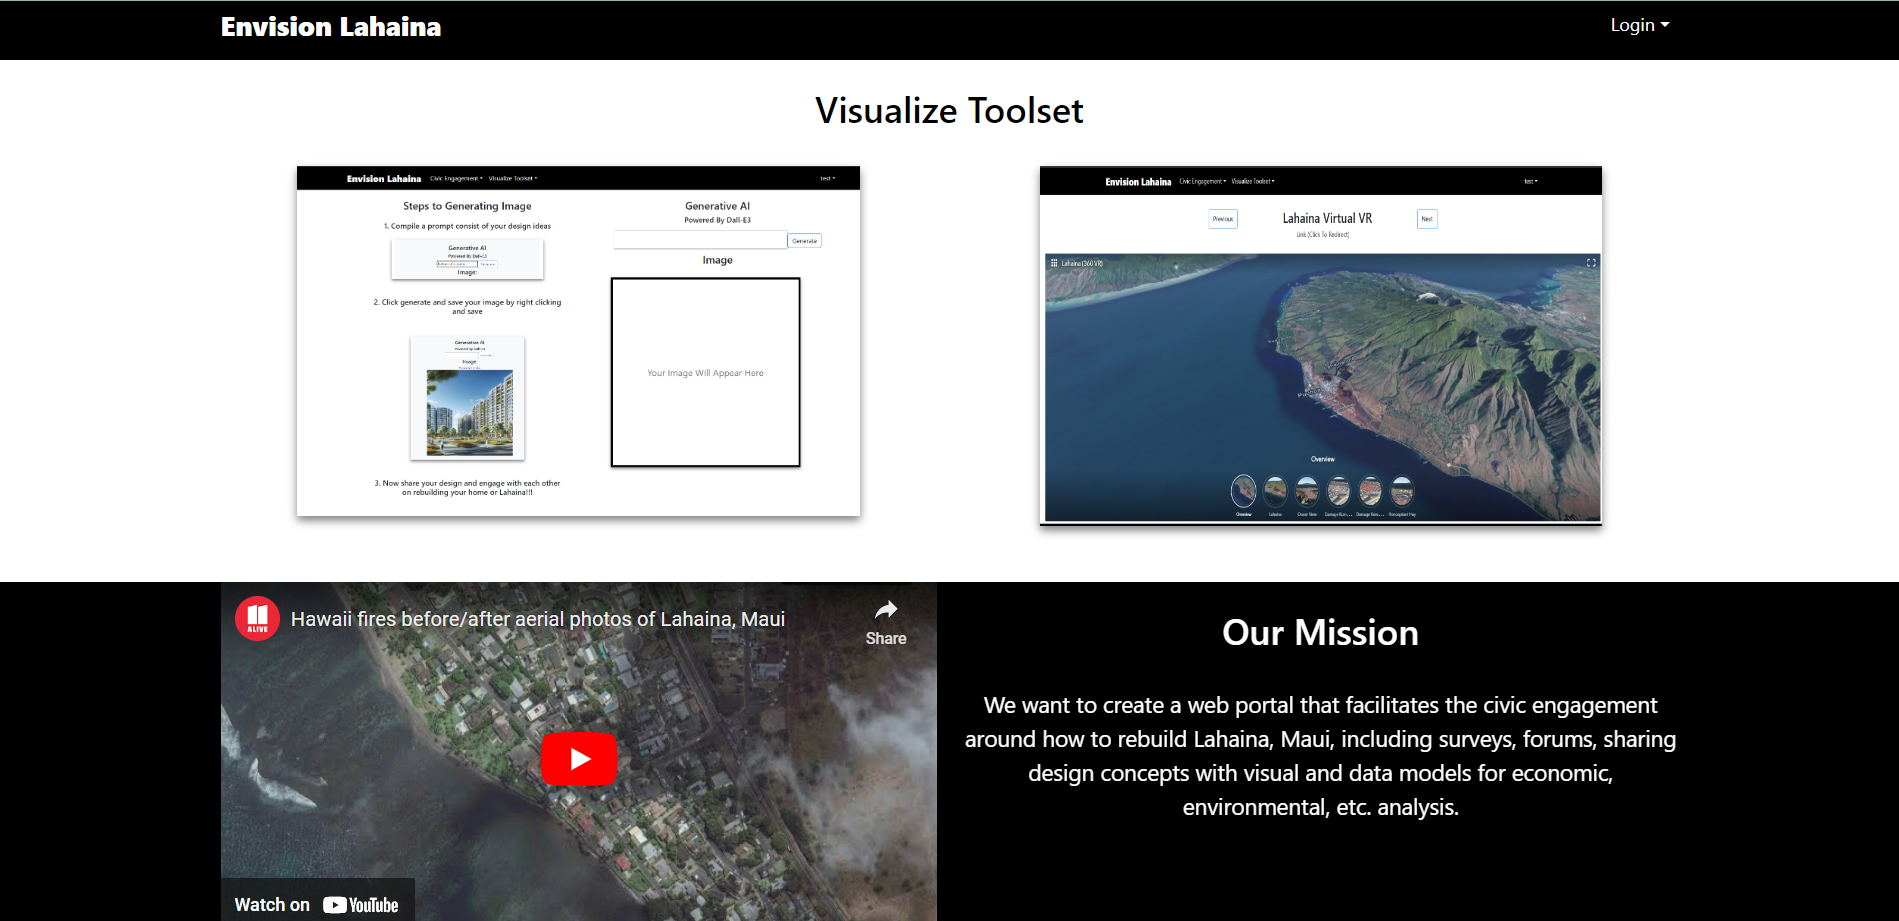 Envision Lahaina
Login
Visualize Toolset
Envision Lahaina Civic Engagement Visualize Toolset test
Steps to Generating Image
1. Compile a prompt consist of your design ideas
Generative AI
Powered By Dall-E3
Image:
2. Click generate and save your image by right clicking
and save
Generative AI
Image:
3. Now share your design and engage with each other
on rebuilding your home or Lahaina!!!
Generative AI
Powered By Dall-E3
Generate
Image
Your Image Will Appear Here
Envision Lahaina Civic Engagement Visualize Toolset test
Previous
Lahaina Virtual VR
Next
Link (Click To Redirect)
Lahaina (360 VR)
Overview
Overview Lahaina Ocean View
ALIVE
Hawaii fires before/after aerial photos of Lahaina, Maui
Share
Watch on YouTube
Our Mission
We want to create a web portal that facilitates the civic engagement
around how to rebuild Lahaina, Maui, including surveys, forums, sharing
design concepts with visual and data models for economic,
environmental, etc. analysis.